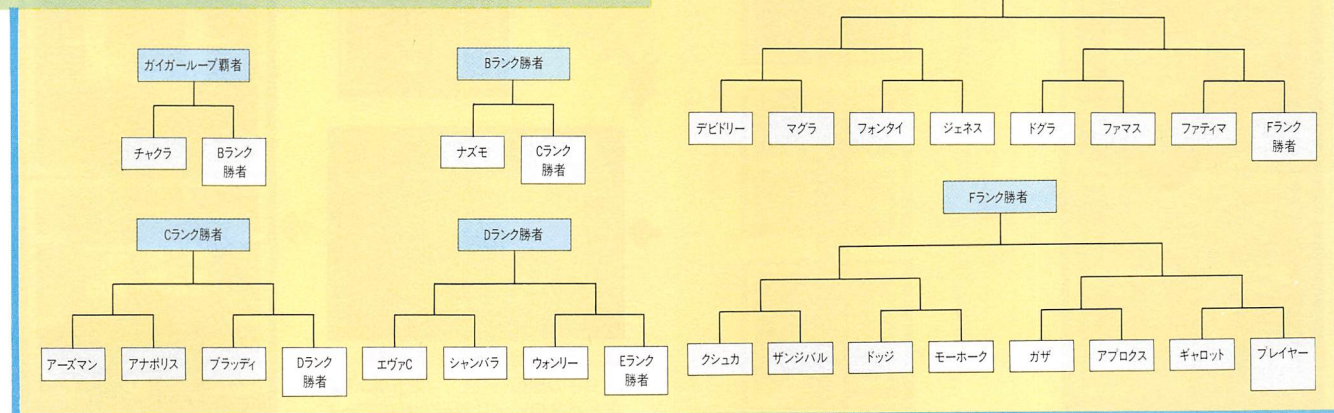 ガイガーループ覇者
チャクラ
Bランク
勝者
Bランク勝者
ナズモ
Cランク
勝者
デビドリー
マグラ
フォンタイ
ジェネス
ドグラ
ファマス
ファティマ
Fランク
勝者
Cランク勝者
アーズマン
アナポリス
ブラッディ
Dランク
勝者
Dランク勝者
エヴァC
シャンバラ
ウォンリー
Eランク
勝者
Fランク勝者
クシュカ
ザンジバル
ドッジ
モーホーク
ガザ
アプロクス
ギャロット
プレイヤー